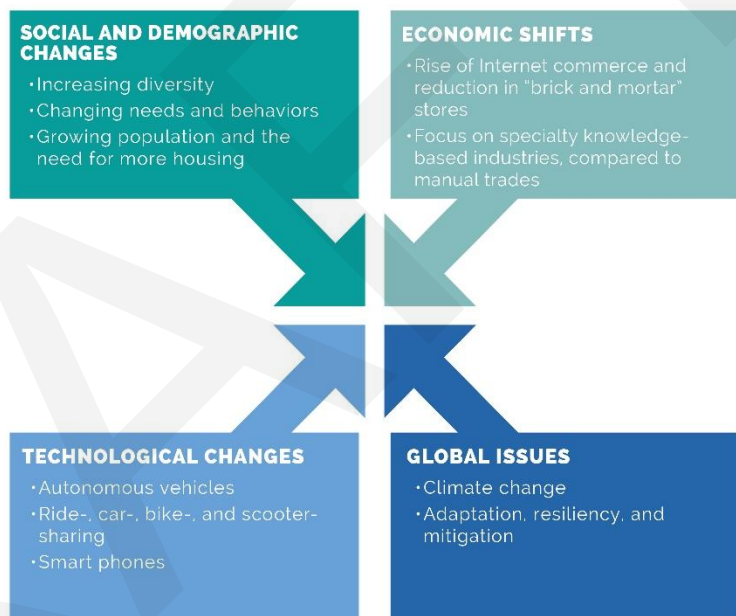 SOCIAL AND DEMOGRAPHIC
CHANGES
•Increasing diversity
•Changing needs and behaviors
•Growing population and the
need for more housing
ECONOMIC SHIFTS
•Rise of Internet commerce and
reduction in "brick and mortar"
stores
•Focus on specialty knowledge-
based industries, compared to
manual trades
TECHNOLOGICAL CHANGES
•Autonomous vehicles
•Ride-, car-, bike-, and scooter-
sharing
•Smart phones
GLOBAL ISSUES
•Climate change
•Adaptation, resiliency, and
mitigation